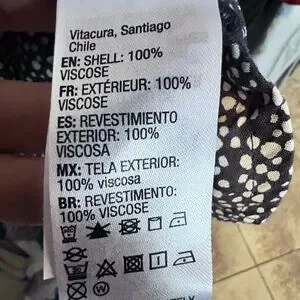 Vitacura, Santiago
Chile
EN: SHELL: 100%
VISCOSE
FR: EXTÉRIEUR: 100%
VISCOSE
ES: REVESTIMIENTO
EXTERIOR: 100%
VISCOSA
MX: TELA EXTERIOR:
100% viscosa
BR: REVESTIMENTO:
100% VISCOSE